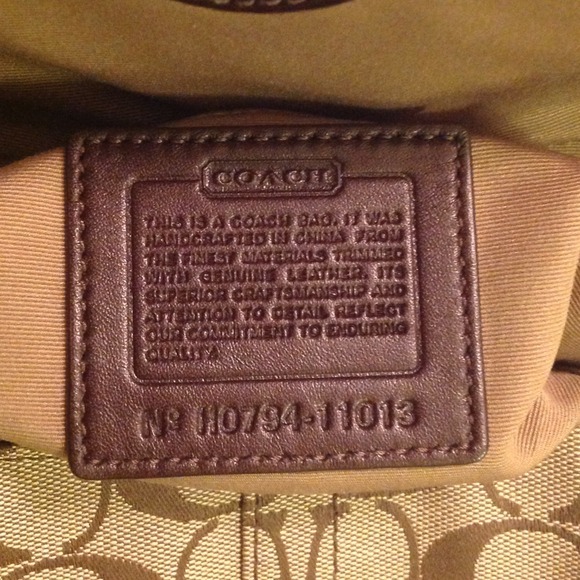 COACH
THIS IS A COACH BAG. IT WAS
HANDCRAFTED IN CHINA FROM
THE FINEST MATERIALS TRIMMED
WITH GENUINE LEATHER. ITS
SUPERIOR CRAFTSMANSHIP AND
ATTENTION TO DETAIL REFLECT
OUR COMMITMENT TO ENDURING
QUALITY.
Nº H0794-11013